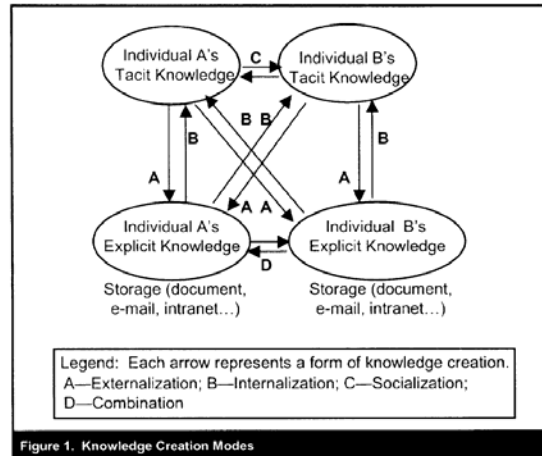 Individual A's
Tacit Knowledge
C
Individual B's
Tacit Knowledge
B B
B
B
A
A
A A
Individual A's
Explicit Knowledge
Individual B's
Explicit Knowledge
D
Storage (document,
e-mail, intranet...)
Storage (document,
e-mail, intranet...)
Legend: Each arrow represents a form of knowledge creation.
A—Externalization; B—Internalization; C—Socialization;
D—Combination
Figure 1. Knowledge Creation Modes